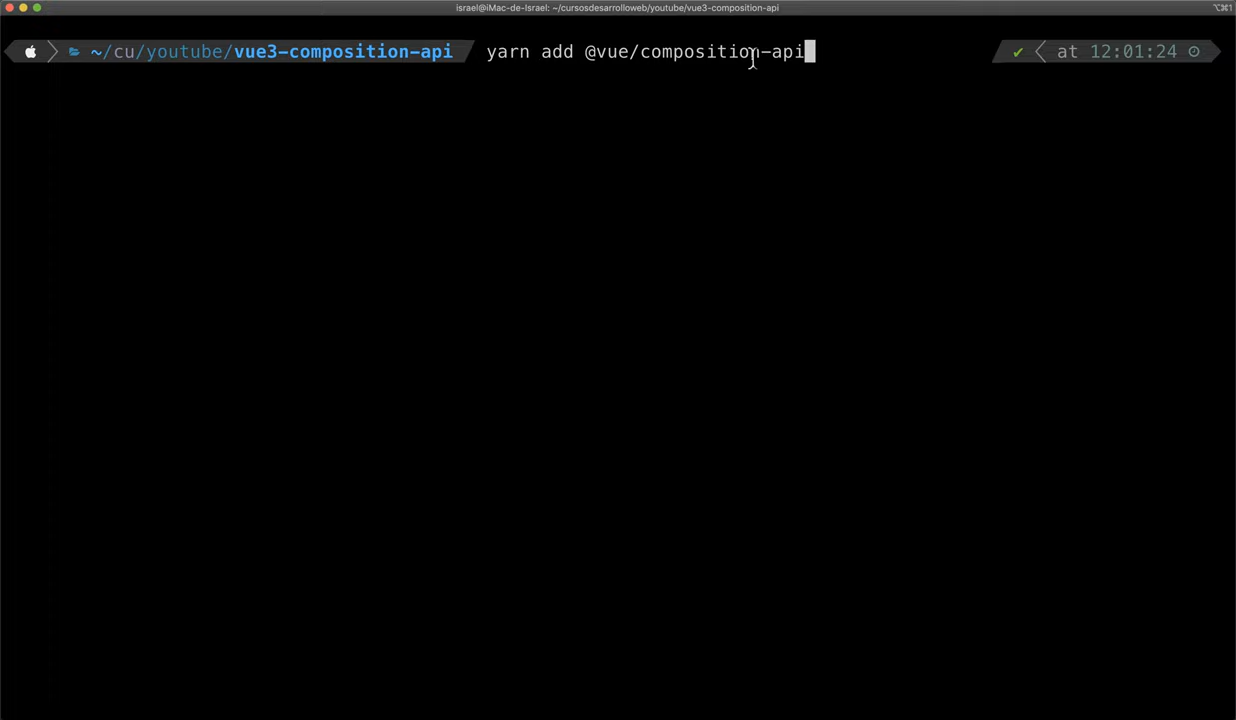 israel@iMac-de-Israel: ~/cursosdesarrolloweb/youtube/vue3-composition-api
⌥⌘1
~/cu/youtube/vue3-composition-api yarn add @vue/composition-api ✔ at 12:01:24